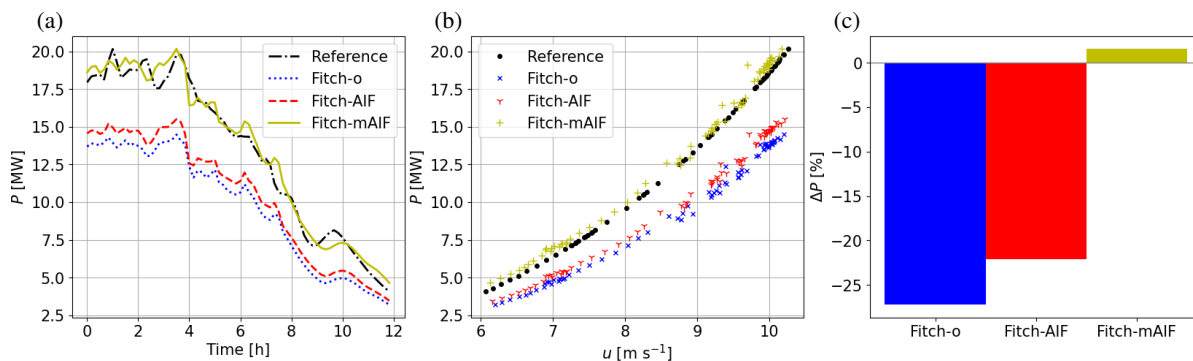 (a)
P [MW]
20.0
17.5
15.0
12.5
10.0
7.5
5.0
2.5
0
2
4
6
8
10
12
Time [h]
Reference
Fitch-o
Fitch-AIF
Fitch-mAIF
(b)
P [MW]
20.0
17.5
15.0
12.5
10.0
7.5
5.0
2.5
6
7
8
9
10
u [m s⁻¹]
Reference
Fitch-o
Fitch-AIF
Fitch-mAIF
(c)
ΔP [%]
0
−5
−10
−15
−20
−25
Fitch-o
Fitch-AIF
Fitch-mAIF